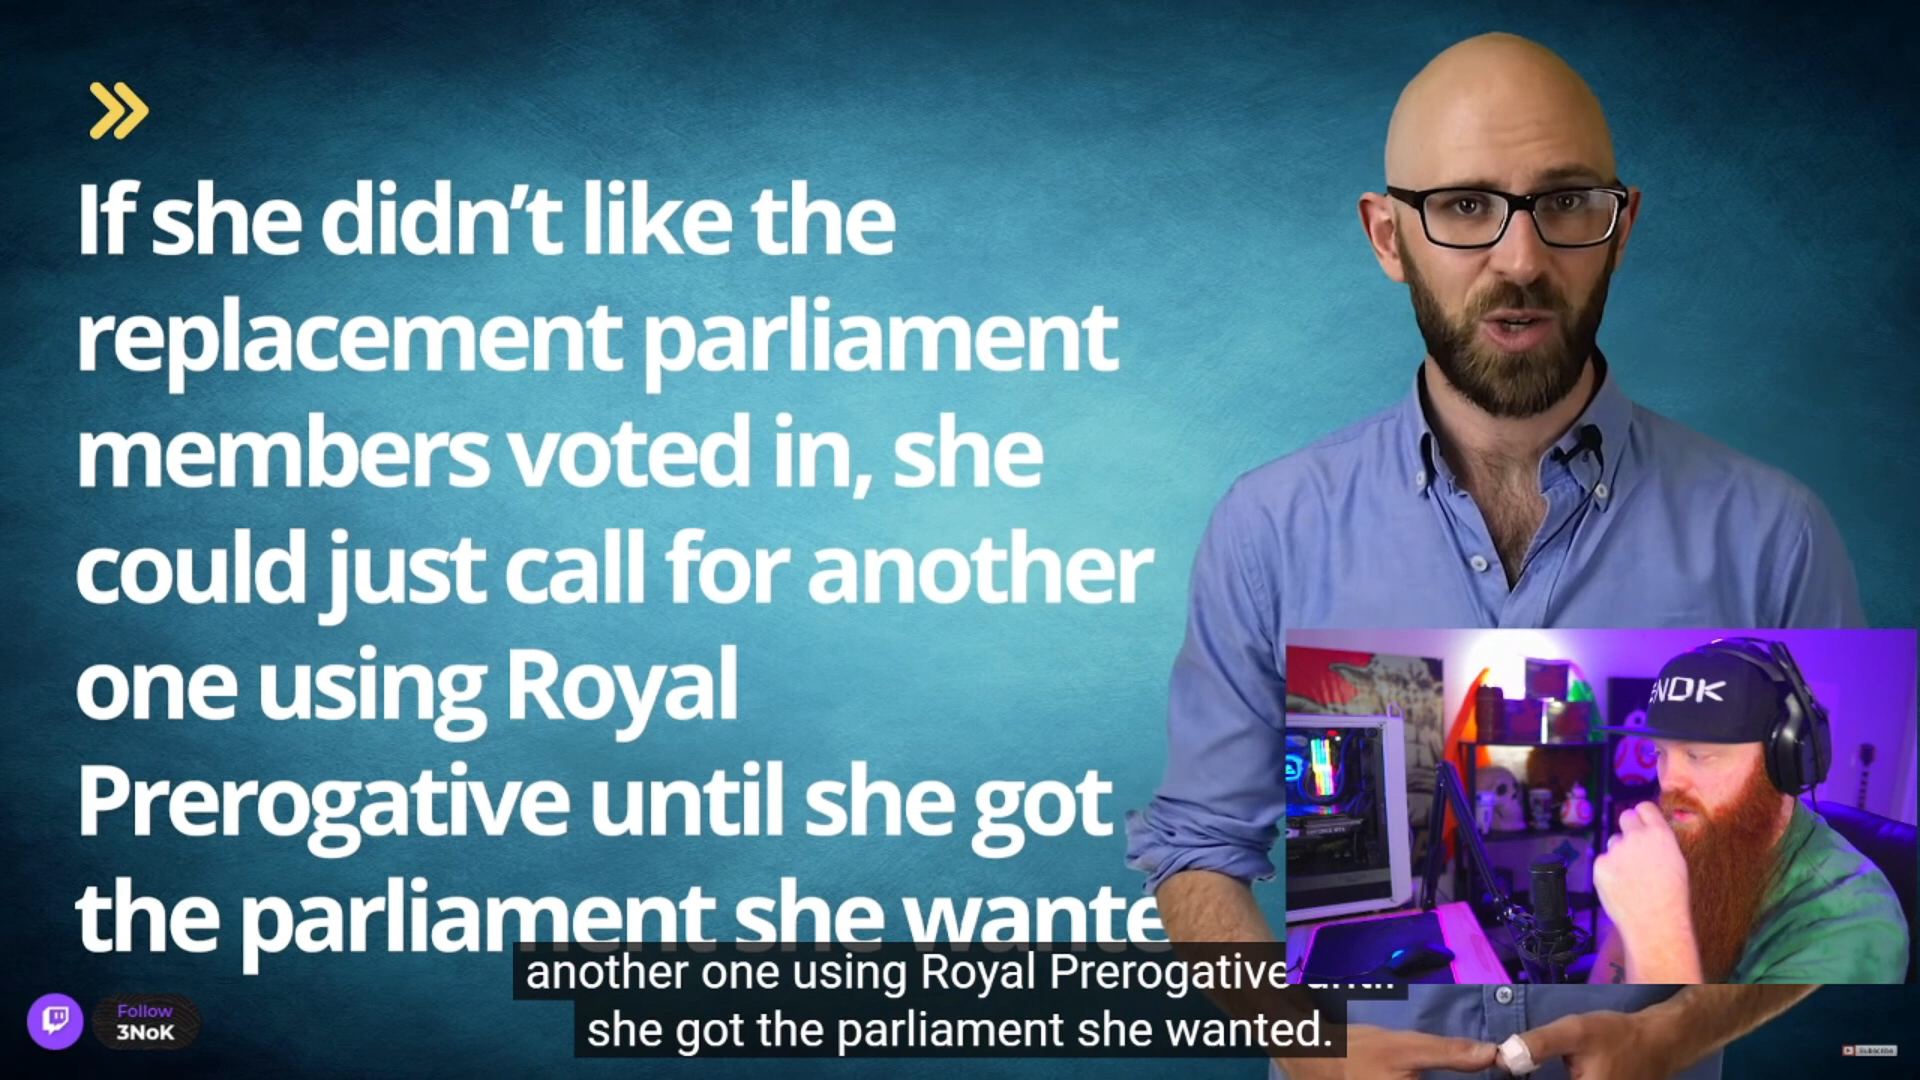 If she didn't like the
replacement parliament
members voted in, she
could just call for another
one using Royal
Prerogative until she got
the parliament she wante
another one using Royal Prerogative until
she got the parliament she wanted.
Follow
3NoK
Subscribe